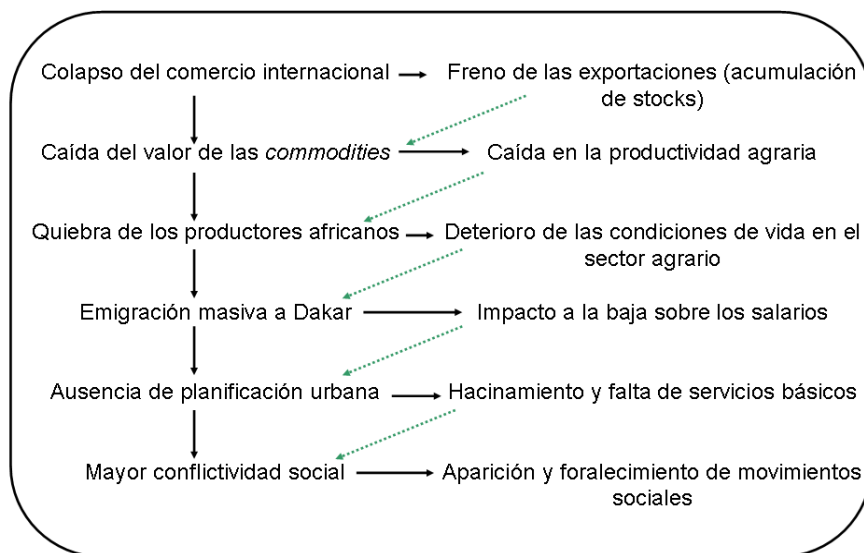 Colapso del comercio internacional
Freno de las exportaciones (acumulación
de stocks)
Caída del valor de las commodities
Caída en la productividad agraria
Quiebra de los productores africanos
Deterioro de las condiciones de vida en el
sector agrario
Emigración masiva a Dakar
Impacto a la baja sobre los salarios
Ausencia de planificación urbana
Hacinamiento y falta de servicios básicos
Mayor conflictividad social
Aparición y foralecimiento de movimientos
sociales